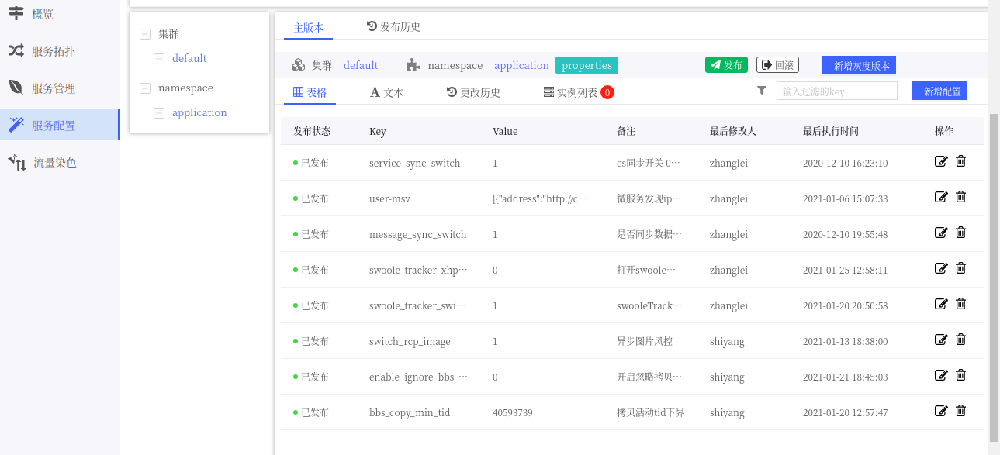 概览
服务拓扑
服务管理
服务配置
流量染色
集群
default
namespace
application
主版本 发布历史
集群 default namespace application properties 发布 回滚 新增灰度版本
表格 文本 更改历史 实例列表 0 输入过滤的key 新增配置
发布状态 Key Value 备注 最后修改人 最后执行时间 操作
已发布 service_sync_switch 1 es同步开关 0… zhanglei 2020-12-10 16:23:10
已发布 user-msv [{"address":"http://c… 微服务发现ip… zhanglei 2021-01-06 15:07:33
已发布 message_sync_switch 1 是否同步数据… zhanglei 2020-12-10 19:55:48
已发布 swoole_tracker_xhp… 0 打开swoole… zhanglei 2021-01-25 12:58:11
已发布 swoole_tracker_swi… 1 swooleTrack… zhanglei 2021-01-20 20:50:58
已发布 switch_rcp_image 1 异步图片风控 shiyang 2021-01-13 18:38:00
已发布 enable_ignore_bbs_… 0 开启忽略拷贝… shiyang 2021-01-21 18:45:03
已发布 bbs_copy_min_tid 40593739 拷贝活动tid下界 shiyang 2021-01-20 12:57:47